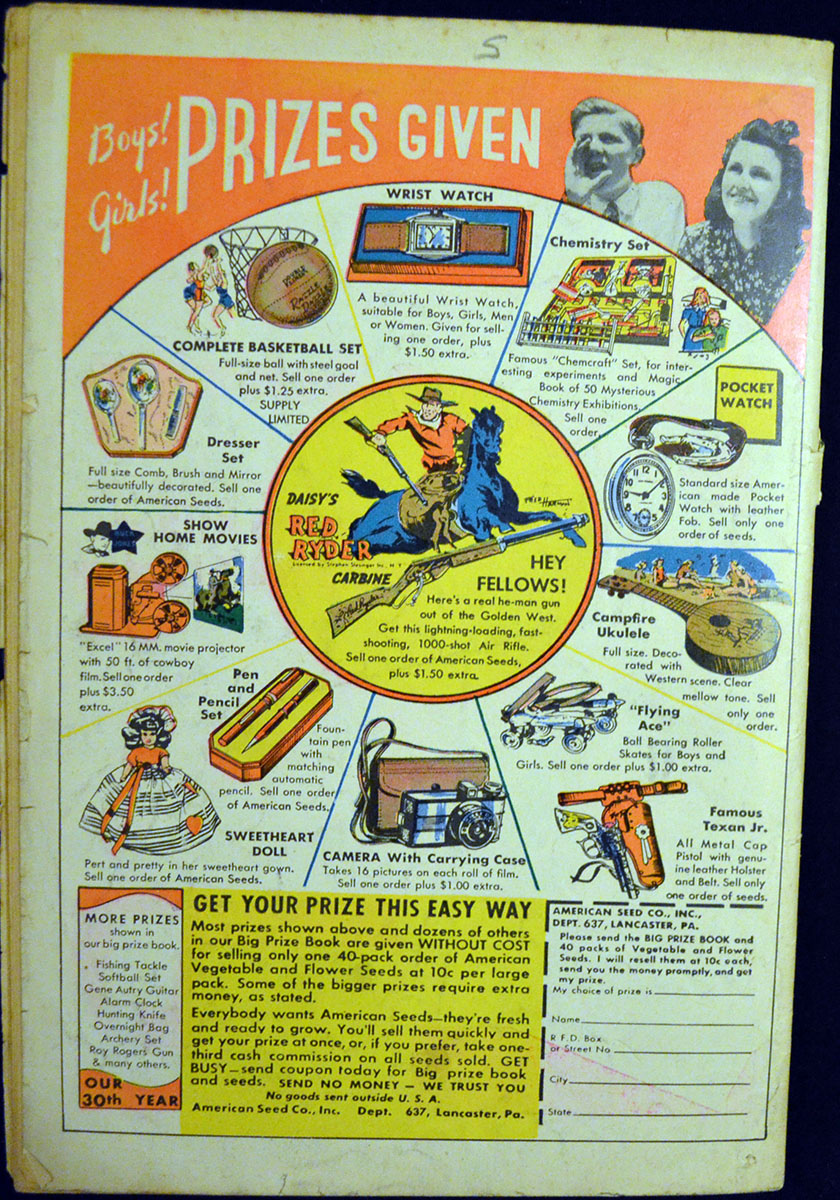 S
Boys!
Girls!
PRIZES GIVEN
WRIST WATCH
A beautiful Wrist Watch,
suitable for Boys, Girls, Men
or Women. Given for sell-
ing one order, plus
$1.50 extra.
Chemistry Set
Famous "Chemcraft" Set, for inter-
esting experiments and Magic,
Book of 50 Mysterious
Chemistry Exhibitions,
Sell one
order,
COMPLETE BASKETBALL SET
Full-size ball with steel goal
and net. Sell one order
plus $1.25 extra.
SUPPLY
LIMITED
POCKET
WATCH
Standard size Amer-
ican made Pocket
Watch with leather
Fob. Sell only one
order of seeds.
Dresser
Set
Full size Comb, Brush and Mirror
—beautifully decorated. Sell one
order of American Seeds.
DAISY'S
RED
RYDER
Licensed by Stephen Slesinger Inc., N. Y.
CARBINE
FRED HARMAN
HEY
FELLOWS!
Here's a real he-man gun
out of the Golden West.
Get this lightning-loading, fast-
shooting, 1000-shot Air Rifle.
Sell one order of American Seeds,
plus $1.50 extra.
SHOW
HOME MOVIES
BUCK
JONES
"Excel" 16 MM. movie projector
with 50 ft. of cowboy
film. Sell one order
plus $3.50
extra.
Campfire
Ukulele
Full size. Deco-
rated with
Western scene. Clear
mellow tone. Sell
only one
order.
Pen
and
Pencil
Set
Foun-
tain pen
with
matching
automatic
pencil. Sell one order
of American Seeds.
"Flying
Ace"
Ball Bearing Roller
Skates for Boys and
Girls. Sell one order plus $1.00 extra.
SWEETHEART
DOLL
Pert and pretty in her sweetheart gown.
Sell one order of American Seeds.
CAMERA With Carrying Case
Takes 16 pictures on each roll of film.
Sell one order plus $1.00 extra.
Famous
Texan Jr.
All Metal Cap
Pistol with genu-
ine leather Holster
and Belt. Sell only
one order of seeds.
MORE PRIZES
shown in
our big prize book.
Fishing Tackle
Softball Set
Gene Autry Guitar
Alarm Clock
Hunting Knife
Overnight Bag
Archery Set
Roy Rogers Gun
& many others.
OUR
30th YEAR
GET YOUR PRIZE THIS EASY WAY
Most prizes shown above and dozens of others
in our Big Prize Book are given WITHOUT COST
for selling only one 40-pack order of American
Vegetable and Flower Seeds at 10c per large
pack. Some of the bigger prizes require extra
money, as stated.
Everybody wants American Seeds—they're fresh
and ready to grow. You'll sell them quickly and
get your prize at once, or, if you prefer, take one-
third cash commission on all seeds sold. GET
BUSY—send coupon today for Big prize book
and seeds. SEND NO MONEY — WE TRUST YOU
No goods sent outside U. S. A.
American Seed Co., Inc. Dept. 637, Lancaster, Pa.
AMERICAN SEED CO., INC.,
DEPT. 637, LANCASTER, PA.
Please send the BIG PRIZE BOOK and
40 packs of Vegetable and Flower
Seeds. I will resell them at 10c each,
send you the money promptly, and get
my prize.
My choice of prize is
Name
R. F. D. Box
or Street No
City
State